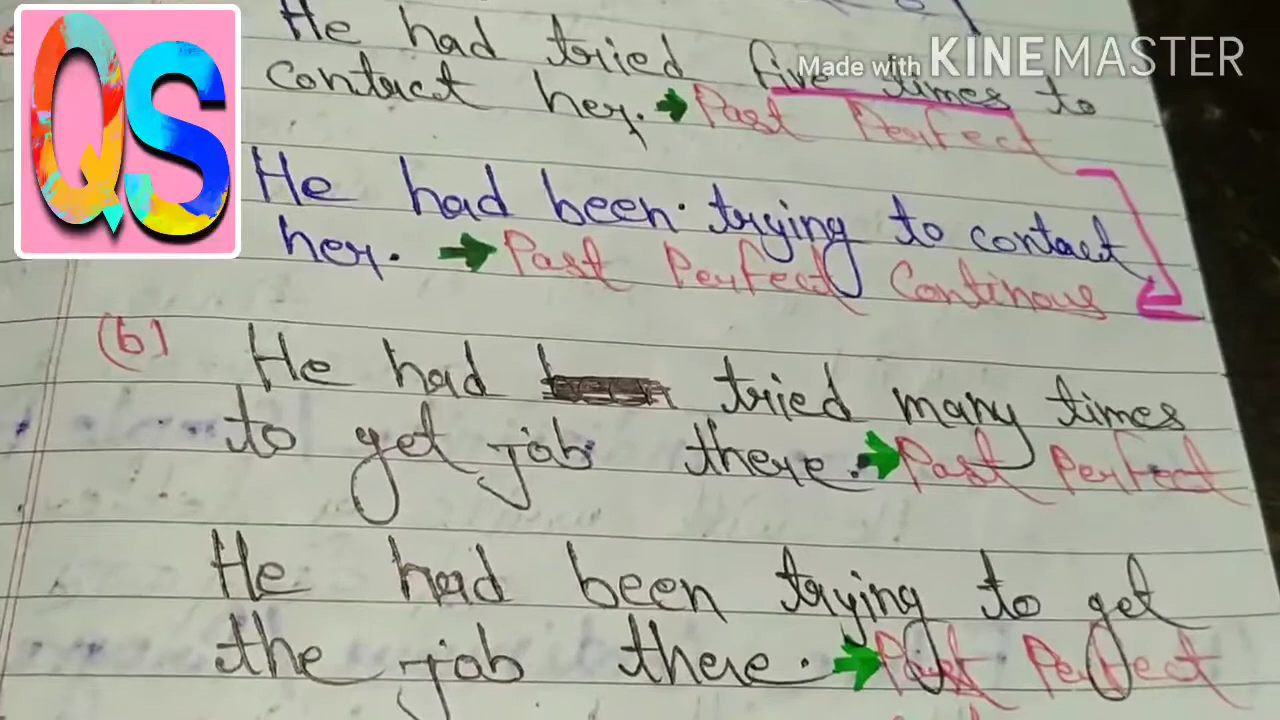 QS
Made with KINEMASTER
He had tried five times to
contact her. Past Perfect
He had been trying to contact
her. Past Perfect Continous
(b)
He had tried many times
to get job there. Past Perfect
He had been trying to get
the job there. Past Perfect